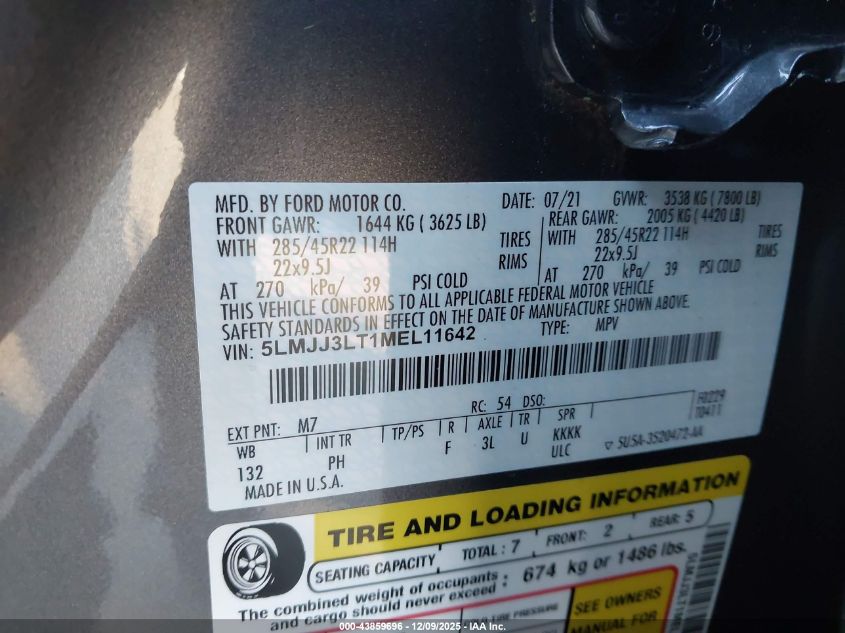 MFD. BY FORD MOTOR CO. DATE: 07/21 GVWR: 3538 KG ( 7800 LB)
FRONT GAWR: 1644 KG ( 3625 LB) REAR GAWR: 2005 KG ( 4420 LB)
WITH 285/45R22 114H TIRES WITH 285/45R22 114H TIRES
22x9.5J RIMS 22x9.5J RIMS
AT 270 kPa/ 39 PSI COLD AT 270 kPa/ 39 PSI COLD
THIS VEHICLE CONFORMS TO ALL APPLICABLE FEDERAL MOTOR VEHICLE
SAFETY STANDARDS IN EFFECT ON THE DATE OF MANUFACTURE SHOWN ABOVE.
VIN: 5LMJJ3LT1MEL11642 TYPE: MPV
F0229
T0411
EXT PNT: M7 RC: 54 DSO:
WB INT TR TP/PS R AXLE TR SPR
132 PH F 3L U KKKK
ULC
5U5A-3520472-AA
MADE IN U.S.A.
TIRE AND LOADING INFORMATION
SEATING CAPACITY TOTAL : 7 FRONT: 2 REAR: 5
The combined weight of occupants and cargo should never exceed : 674 kg or 1486 lbs.
SEE OWNERS
MANUAL FOR
000-43859696 - 12/09/2025 - IAA Inc.